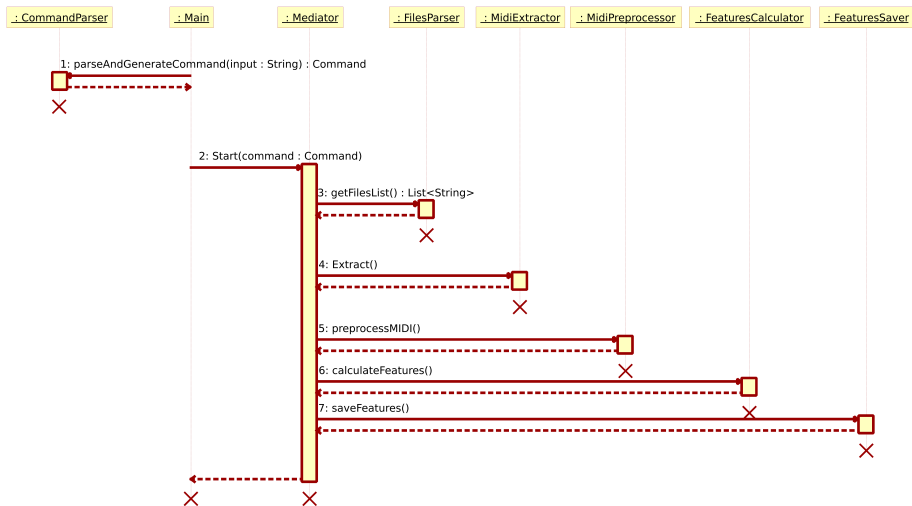 : CommandParser
: Main
: Mediator
: FilesParser
: MidiExtractor
: MidiPreprocessor
: FeaturesCalculator
: FeaturesSaver
1: parseAndGenerateCommand(input : String) : Command
2: Start(command : Command)
3: getFilesList() : List<String>
4: Extract()
5: preprocessMIDI()
6: calculateFeatures()
7: saveFeatures()